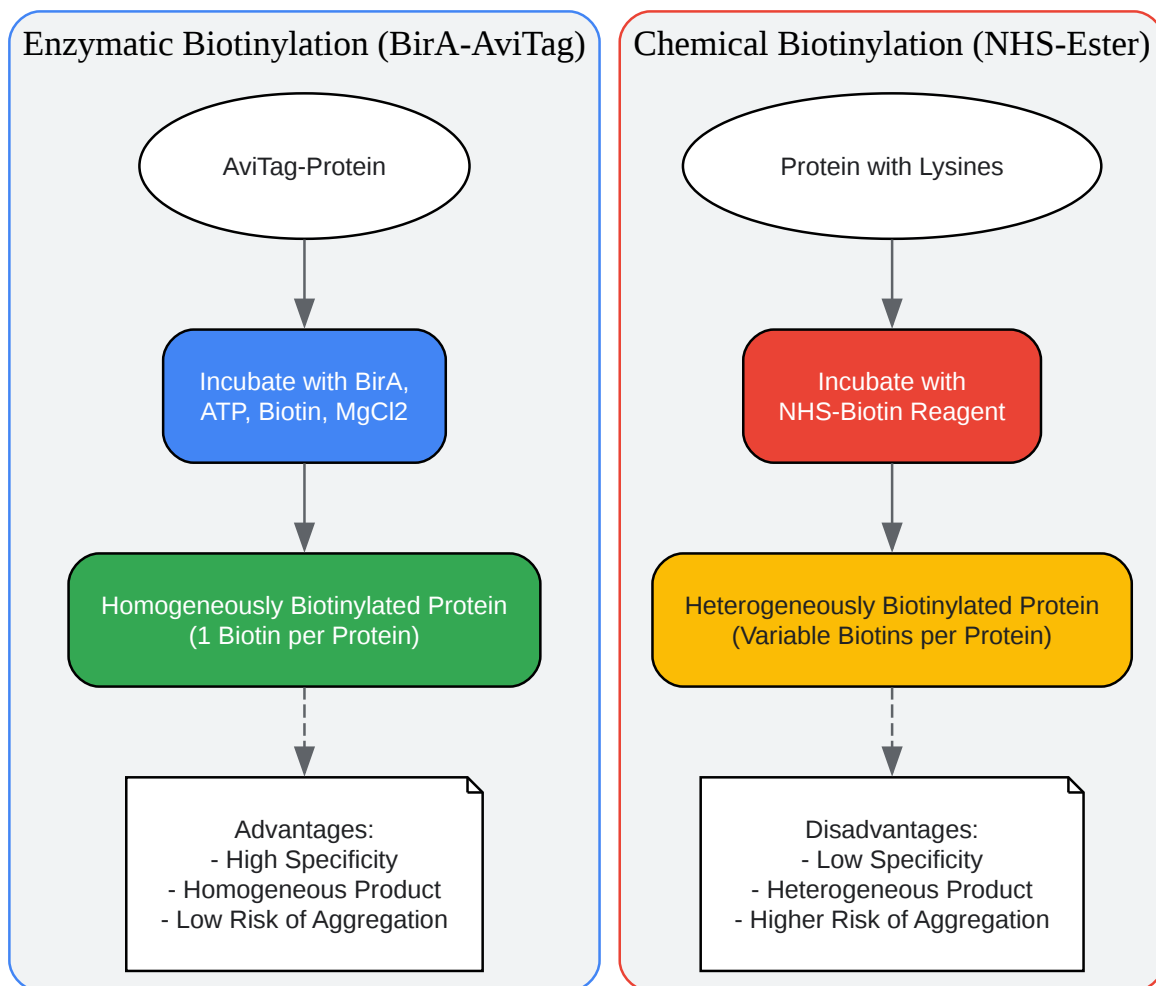 Enzymatic Biotinylation (BirA-AviTag)
AviTag-Protein
Incubate with BirA,
ATP, Biotin, MgCl2
Homogeneously Biotinylated Protein
(1 Biotin per Protein)
Advantages:
- High Specificity
- Homogeneous Product
- Low Risk of Aggregation
Chemical Biotinylation (NHS-Ester)
Protein with Lysines
Incubate with
NHS-Biotin Reagent
Heterogeneously Biotinylated Protein
(Variable Biotins per Protein)
Disadvantages:
- Low Specificity
- Heterogeneous Product
- Higher Risk of Aggregation